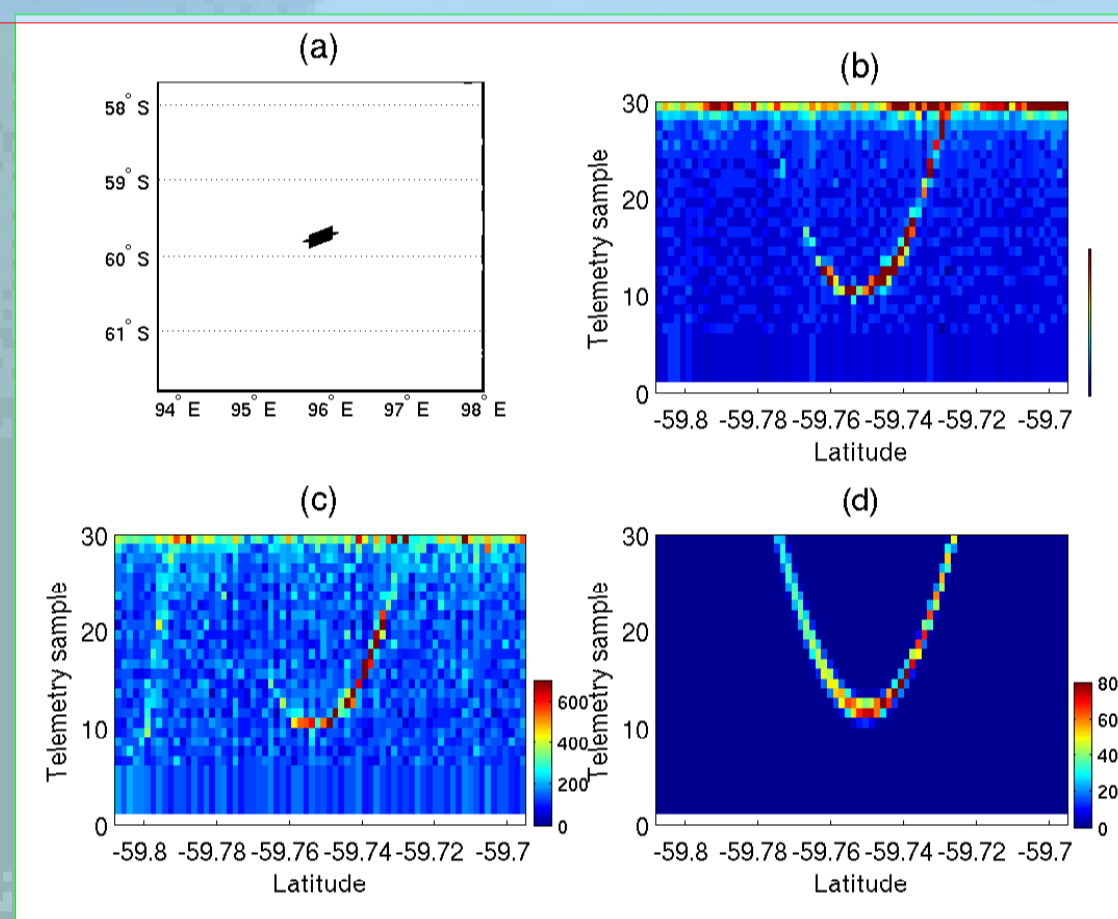 (a)
58° S
59° S
60° S
61° S
94° E 95° E 96° E 97° E 98° E
(b)
Telemetry sample
30
20
10
0
-59.8 -59.78 -59.76 -59.74 -59.72 -59.7
Latitude
(c)
Telemetry sample
30
20
10
0
-59.8 -59.78 -59.76 -59.74 -59.72 -59.7
Latitude
600
400
200
0
(d)
Telemetry sample
30
20
10
0
-59.8 -59.78 -59.76 -59.74 -59.72 -59.7
Latitude
80
60
40
20
0